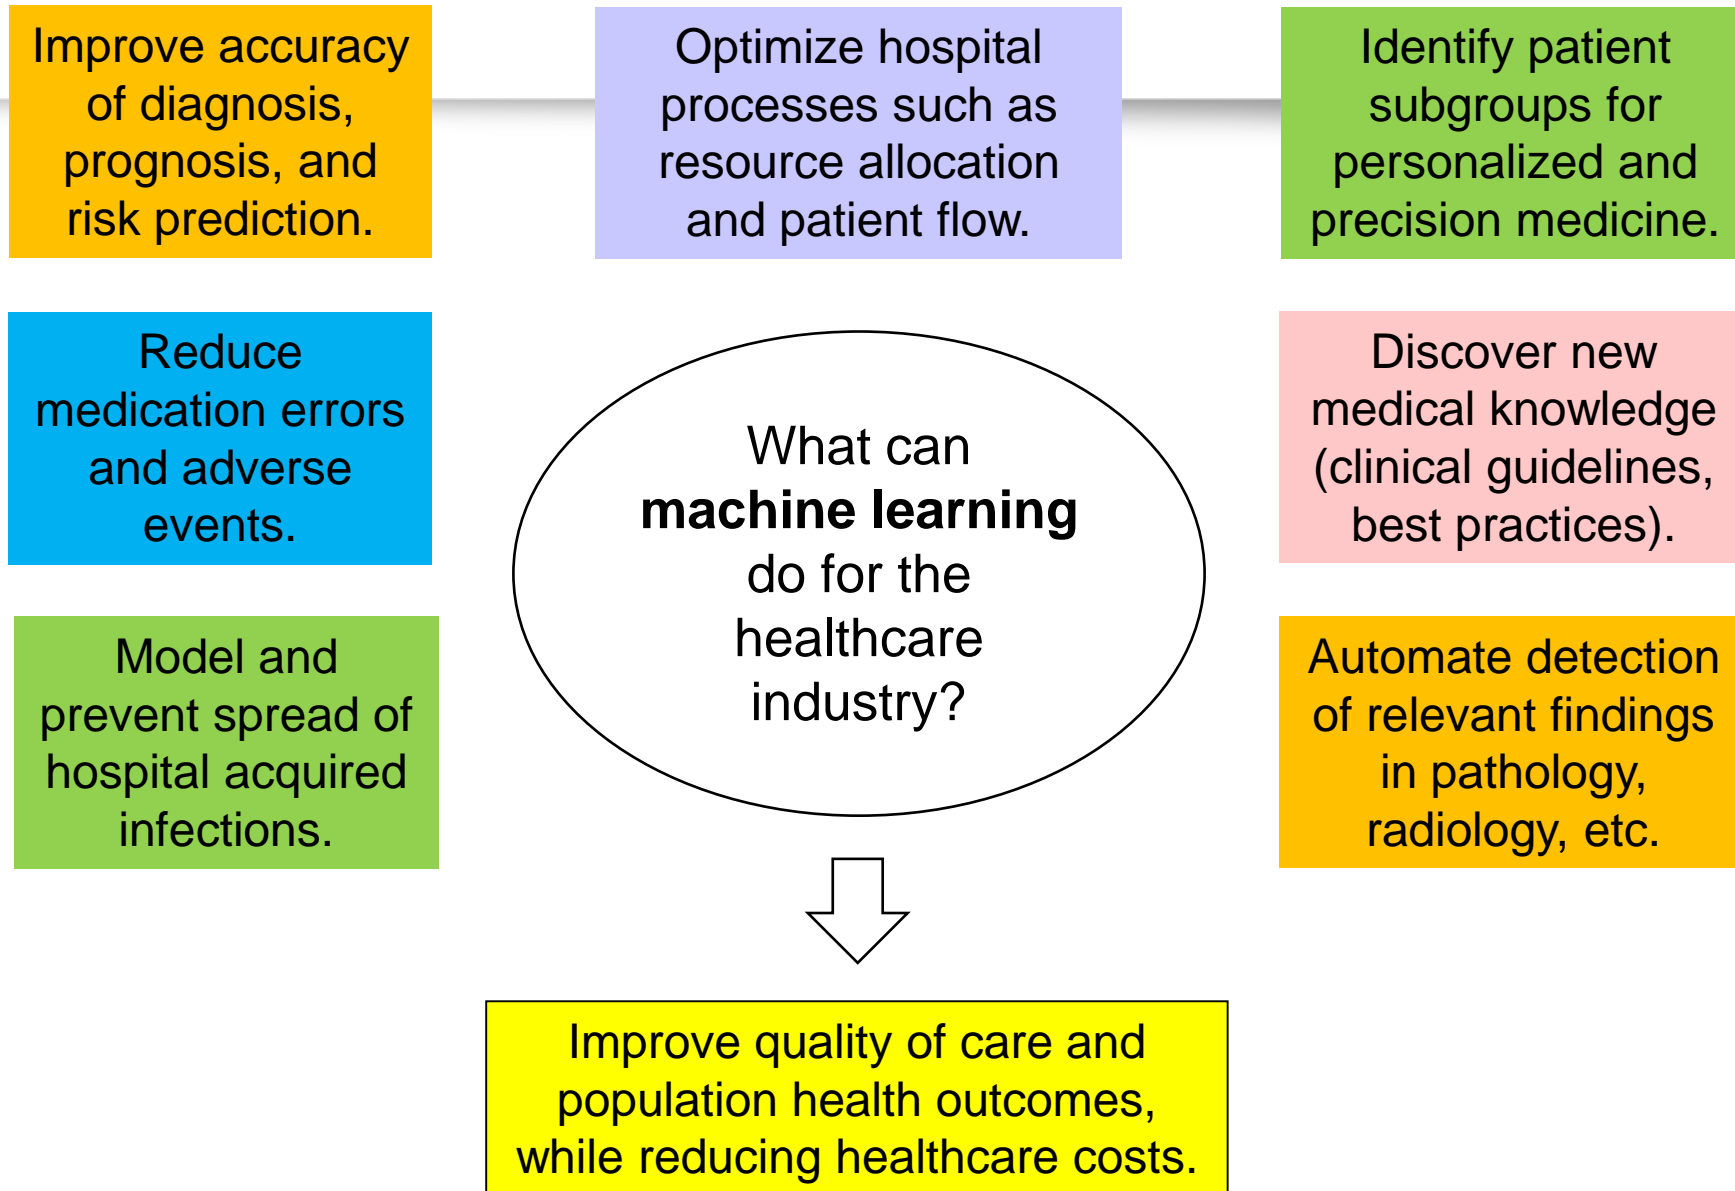 Improve accuracy
of diagnosis,
prognosis, and
risk prediction.
Optimize hospital
processes such as
resource allocation
and patient flow.
Identify patient
subgroups for
personalized and
precision medicine.
Reduce
medication errors
and adverse
events.
What can
machine learning
do for the
healthcare
industry?
Discover new
medical knowledge
(clinical guidelines,
best practices).
Model and
prevent spread of
hospital acquired
infections.
Automate detection
of relevant findings
in pathology,
radiology, etc.
Improve quality of care and
population health outcomes,
while reducing healthcare costs.